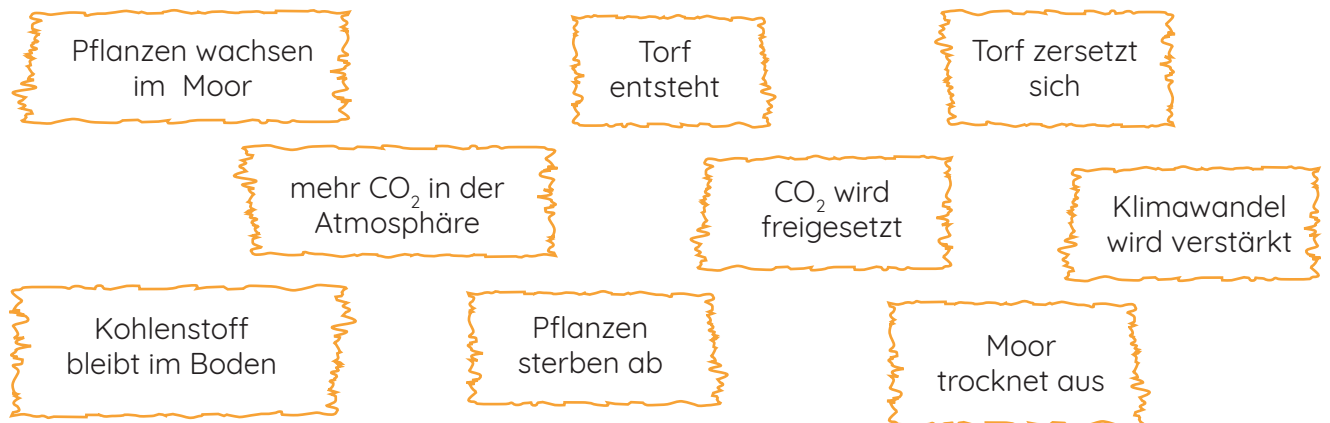 Pflanzen wachsen
im Moor
Torf
entsteht
Torf zersetzt
sich
mehr CO₂ in der
Atmosphäre
CO₂ wird
freigesetzt
Klimawandel
wird verstärkt
Kohlenstoff
bleibt im Boden
Pflanzen
sterben ab
Moor
trocknet aus